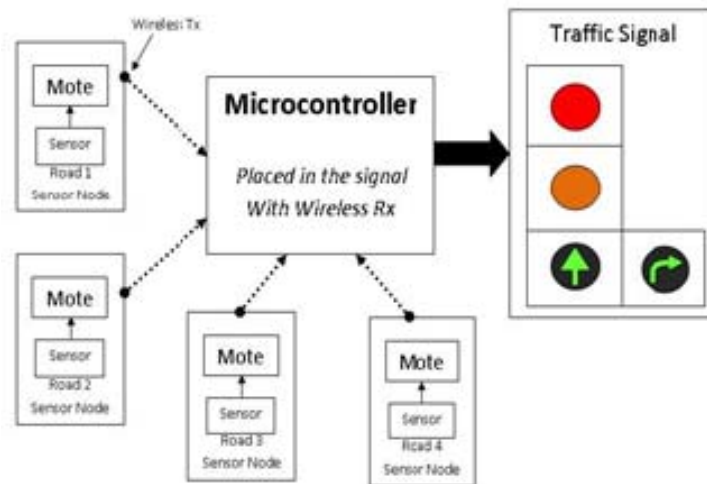 Wireless Tx
Mote
Sensor
Road 1
Sensor Node
Microcontroller
Placed in the signal
With Wireless Rx
Traffic Signal
Mote
Sensor
Road 2
Sensor Node
Mote
Sensor
Road 3
Sensor Node
Mote
Sensor
Road 4
Sensor Node